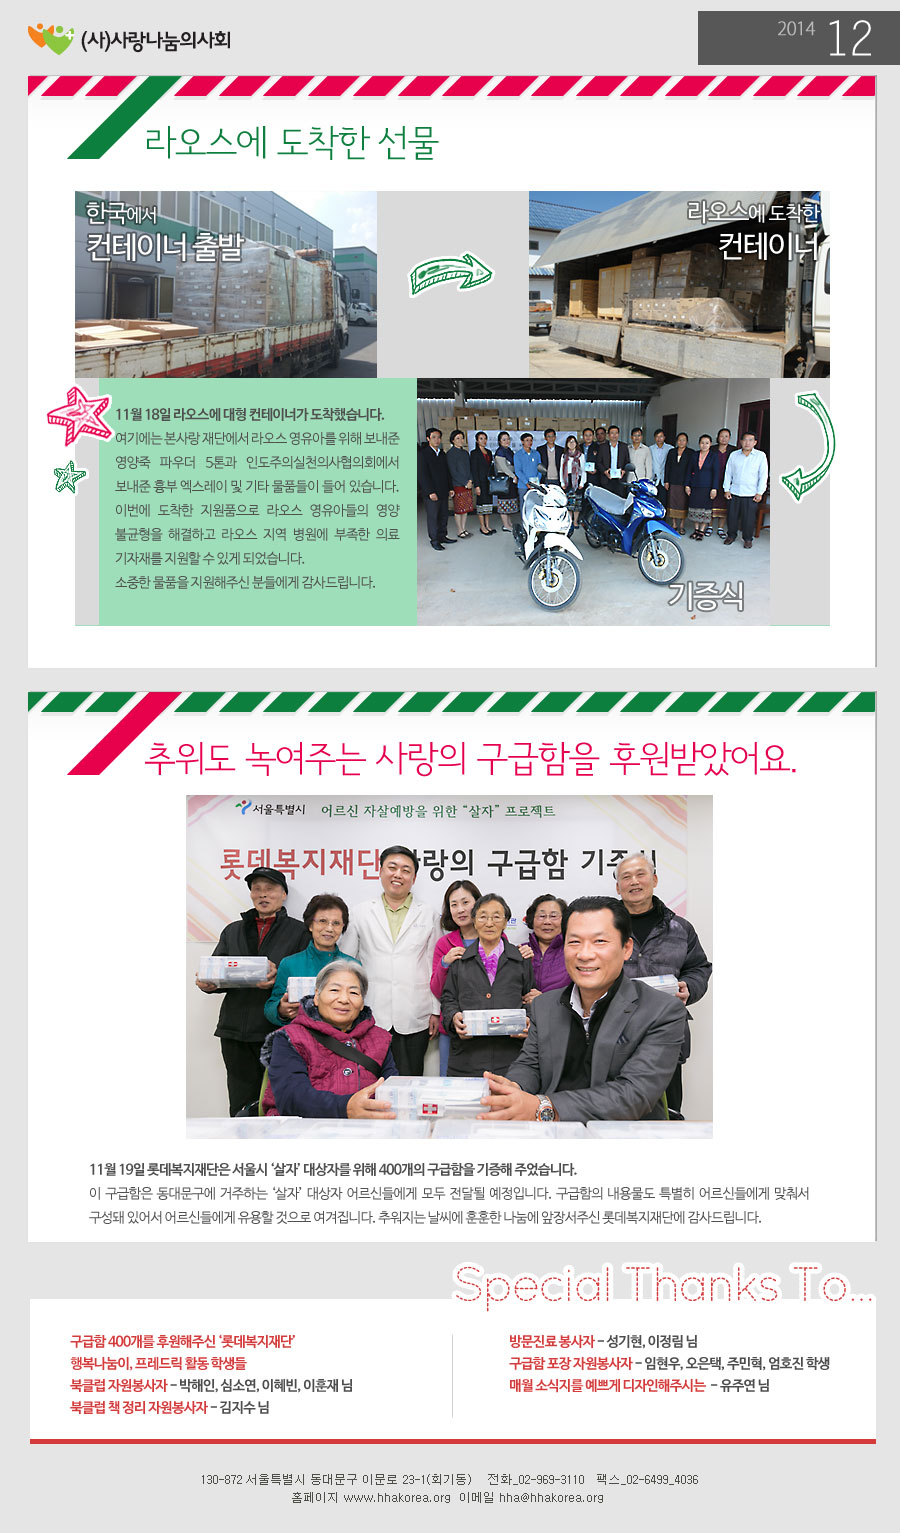 (사)사랑나눔의사회
2014 12
라오스에 도착한 선물
한국에서
컨테이너 출발
라오스에 도착한
컨테이너
11월 18일 라오스에 대형 컨테이너가 도착했습니다.
여기에는 본사랑 재단에서 라오스 영유아를 위해 보내준
영양죽 파우더 5톤과 인도주의실천의사협의회에서
보내준 흉부 엑스레이 및 기타 물품들이 들어 있습니다.
이번에 도착한 지원품으로 라오스 영유아들의 영양
불균형을 해결하고 라오스 지역 병원에 부족한 의료
기자재를 지원할 수 있게 되었습니다.
소중한 물품을 지원해주신 분들에게 감사드립니다.
기증식
추위도 녹여주는 사랑의 구급함을 후원받았어요.
서울특별시 어르신 자살예방을 위한 “살자” 프로젝트
롯데복지재단 사랑의 구급함 기증식
11월 19일 롯데복지재단은 서울시 ‘살자’ 대상자를 위해 400개의 구급함을 기증해 주었습니다.
이 구급함은 동대문구에 거주하는 ‘살자’ 대상자 어르신들에게 모두 전달될 예정입니다. 구급함의 내용물도 특별히 어르신들에게 맞춰서
구성돼 있어서 어르신들에게 유용할 것으로 여겨집니다. 추워지는 날씨에 훈훈한 나눔에 앞장서주신 롯데복지재단에 감사드립니다.
Special Thanks To...
구급함 400개를 후원해주신 ‘롯데복지재단’
행복나눔이, 프레드릭 활동 학생들
북클럽 자원봉사자 - 박해인, 심소연, 이혜빈, 이훈재 님
북클럽 책 정리 자원봉사자 - 김지수 님
방문진료 봉사자 - 성기현, 이정림 님
구급함 포장 자원봉사자 - 임현우, 오은택, 주민혁, 엄호진 학생
매월 소식지를 예쁘게 디자인해주시는 - 유주연 님
130-872 서울특별시 동대문구 이문로 23-1(회기동) 전화_02-969-3110 팩스_02-6499_4036
홈페이지 www.hhakorea.org 이메일 hha@hhakorea.org